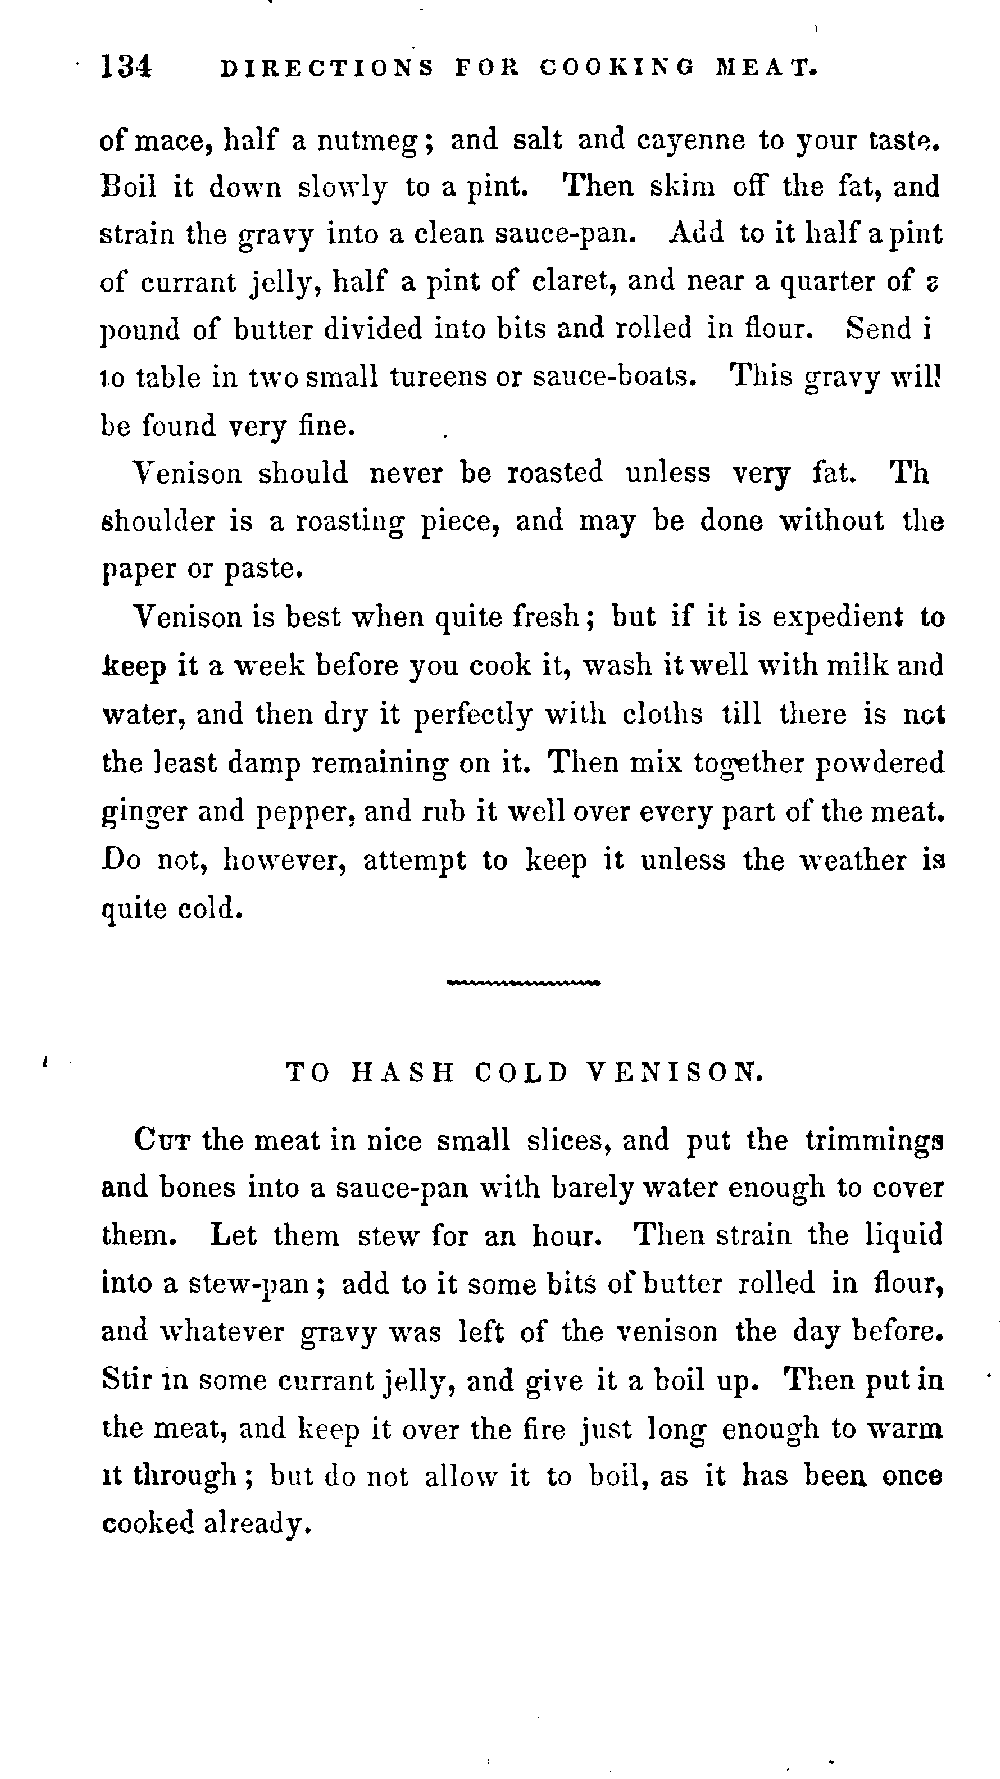 134 DIRECTIONS FOR COOKING MEAT.
of mace, half a nutmeg; and salt and cayenne to your taste.
Boil it down slowly to a pint. Then skim off the fat, and
strain the gravy into a clean sauce-pan. Add to it half a pint
of currant jelly, half a pint of claret, and near a quarter of a
pound of butter divided into bits and rolled in flour. Send i
to table in two small tureens or sauce-boats. This gravy will
be found very fine.
Venison should never be roasted unless very fat. Th
shoulder is a roasting piece, and may be done without the
paper or paste.
Venison is best when quite fresh; but if it is expedient to
keep it a week before you cook it, wash it well with milk and
water, and then dry it perfectly with cloths till there is not
the least damp remaining on it. Then mix together powdered
ginger and pepper, and rub it well over every part of the meat.
Do not, however, attempt to keep it unless the weather is
quite cold.
TO HASH COLD VENISON.
CUT the meat in nice small slices, and put the trimmings
and bones into a sauce-pan with barely water enough to cover
them. Let them stew for an hour. Then strain the liquid
into a stew-pan; add to it some bits of butter rolled in flour,
and whatever gravy was left of the venison the day before.
Stir in some currant jelly, and give it a boil up. Then put in
the meat, and keep it over the fire just long enough to warm
it through; but do not allow it to boil, as it has been once
cooked already.